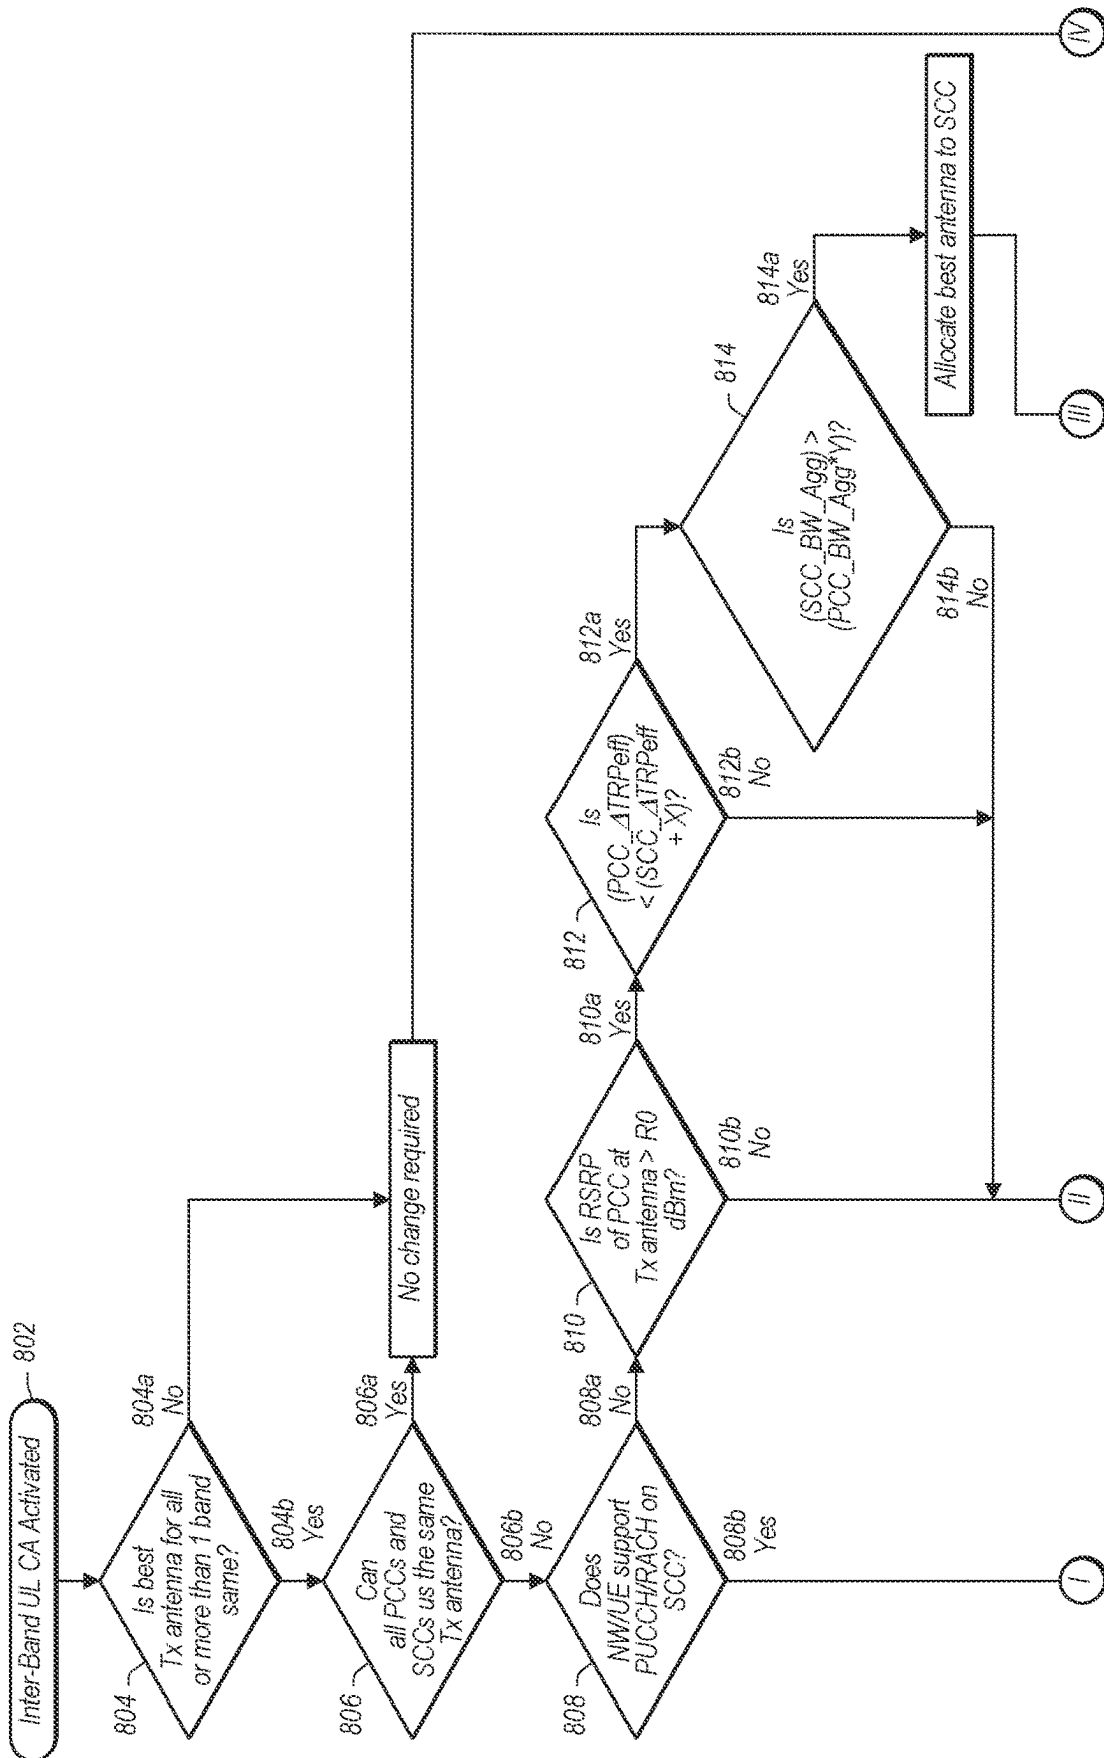 Inter-Band UL CA Activated
802
Is best
Tx antenna for all
or more than 1 band
same?
804
804a
No
804b
Yes
Can
all PCCs and
SCCs us the same
Tx antenna?
806
806a
Yes
806b
No
No change required
Does
NW/UE support
PUCCH/RACH on
SCC?
808
808a
No
808b
Yes
Is RSRP
of PCC at
Tx antenna > R0
dBm?
810
810a
Yes
810b
No
Is
(PCC_ΔTRPeff)
< (SCC_ΔTRPeff
+ X)?
812
812a
Yes
812b
No
Is
(SCC_BW_Agg) >
(PCC_BW_Agg*Y)?
814
814a
Yes
814b
No
Allocate best antenna to SCC
I
II
III
IV